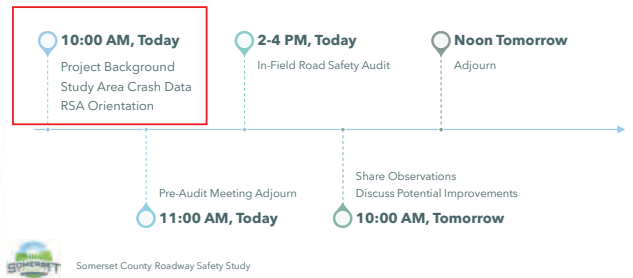 10:00 AM, Today
Project Background
Study Area Crash Data
RSA Orientation
2-4 PM, Today
In-Field Road Safety Audit
Noon Tomorrow
Adjourn
Pre-Audit Meeting Adjourn
11:00 AM, Today
Share Observations
Discuss Potential Improvements
10:00 AM, Tomorrow
SOMERSET
Somerset County Roadway Safety Study